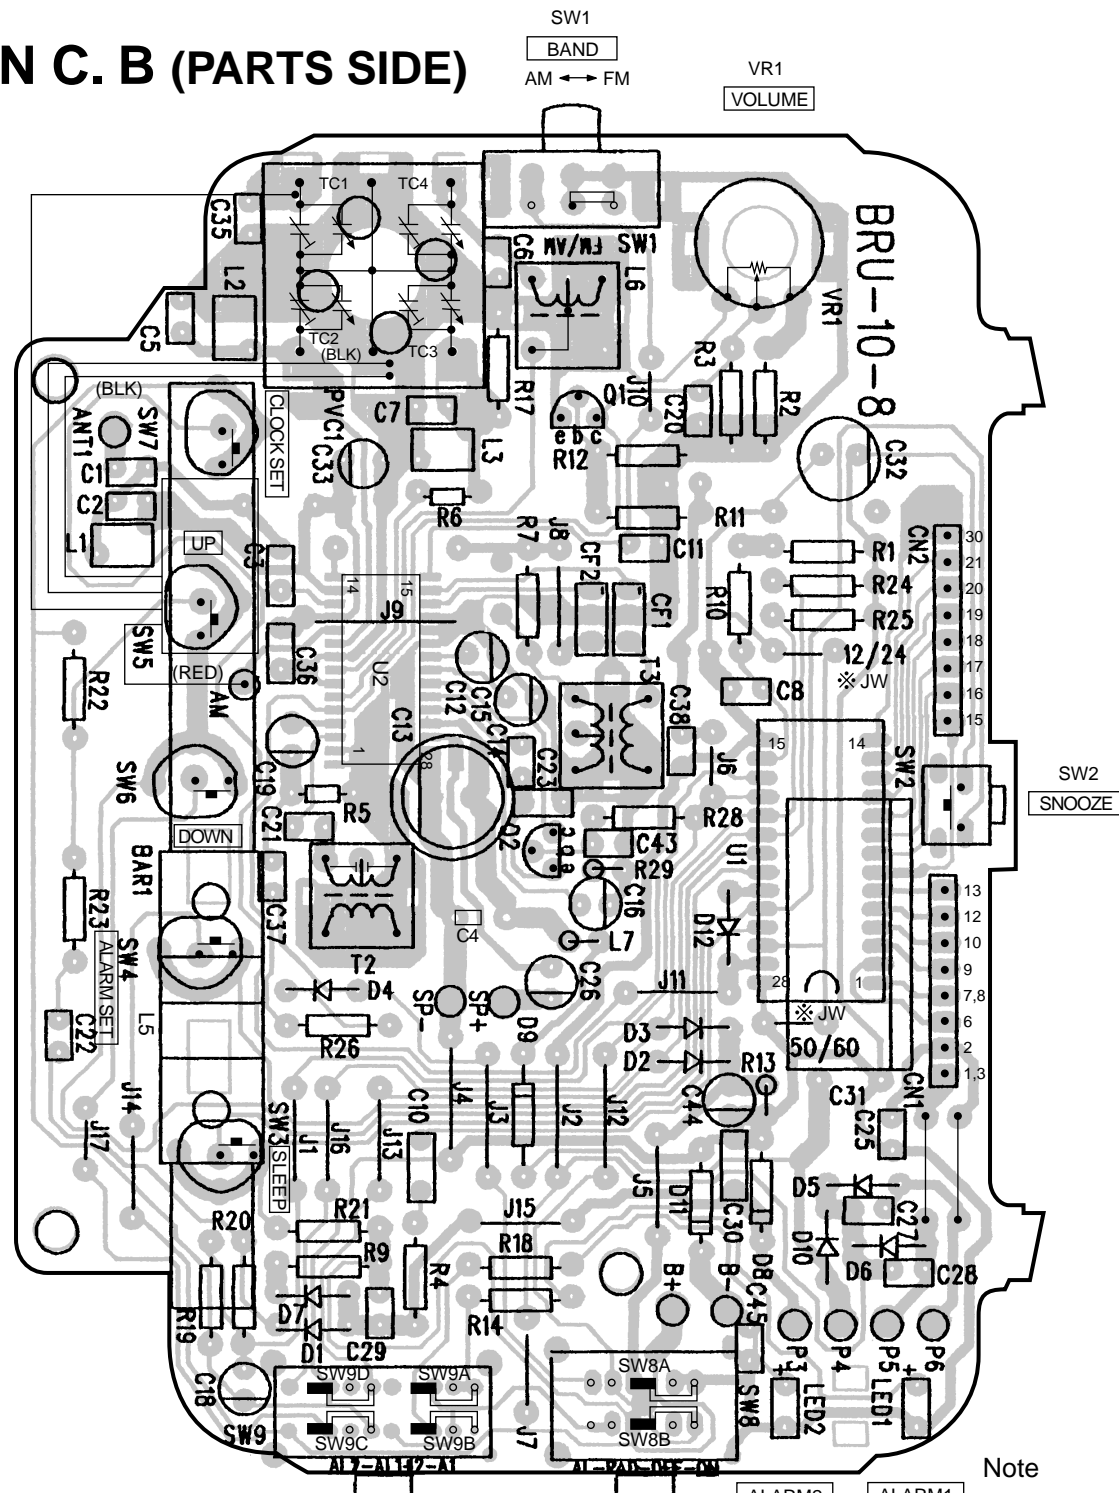 SW1
BAND
AM FM
VR1
VOLUME
N C. B (PARTS SIDE)
TC1 TC4
C35
C6
FM/AM SW1
BRU-10-8
L2
L6
VR1
C5
TC2 (BLK) TC3
R3
(BLK)
CLOCK SET
PVC1
C7
R17
Q1
J10
C20
R2
SW7
ANT1
C33
L3
e b c
R12
C32
C1
C2
R6
R11
L1
UP
C3
R7
J8
CF2
C11
R1
CN2
30
21
14 15
J9
CF1
R10
R24
20
R25
19
SW5
C36
U2
12/24
18
※ JW
17
R22
(RED)
AN
C12
C15
T3
C38
C8
16
15
C13
C14
1 28
15 14
SW2
J6
SW2
SNOOZE
SW6
C19
C23
R5
R28
DOWN
C21
Q2
C43
U1
BAR1
R29
R23
C37
C16
13
12
C4
D12
SW4
ALARM SET
L7
10
T2
C26
9
D4
J11
28 1
7,8
SP- SP+
D9
L5
※ JW
6
C22
R26
D3
50/60
2
D2
R13
1,3
J14
J4
J3
J2
J12
C44
C31
CN1
J17
SW3
SLEEP
J1
J16
J13
C10
C25
J5
D11
D5
C27
R20
R21
J15
C30
D10
R9
R18
R4
B+
B-
D8
D6
C28
R19
D7
R14
C45
D1
C29
P3
P4
P5
P6
SW9D SW9A
SW8A
C18
SW8
LED2
LED1
SW9
SW9C SW9B
J7
SW8B
Note
ALARM1